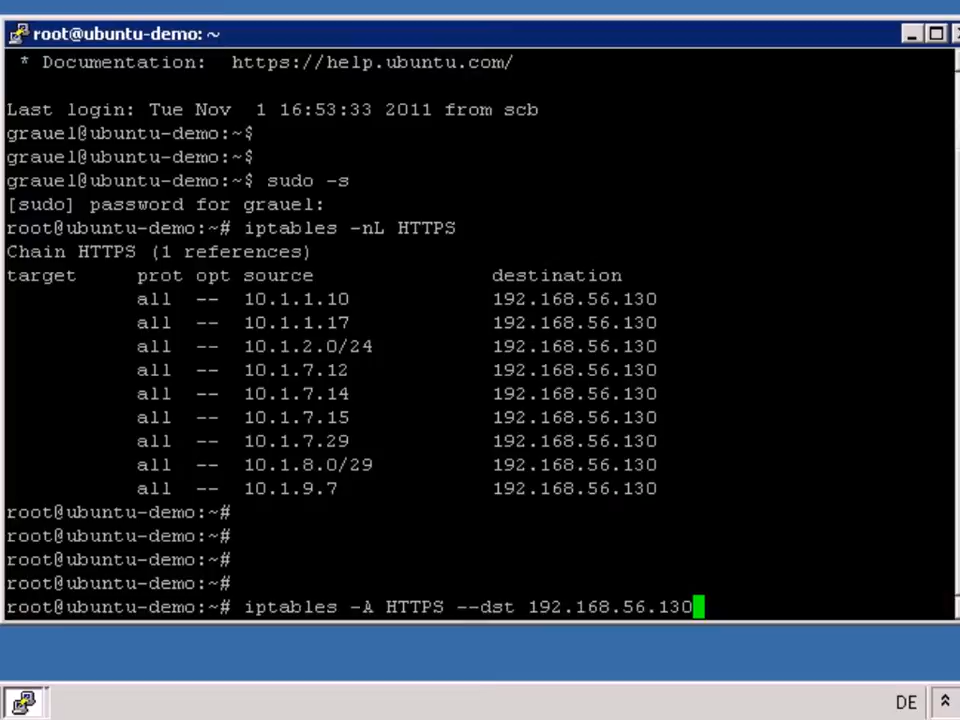 root@ubuntu-demo: ~
* Documentation:  https://help.ubuntu.com/
Last login: Tue Nov  1 16:53:33 2011 from scb
grauel@ubuntu-demo:~$
grauel@ubuntu-demo:~$
grauel@ubuntu-demo:~$ sudo -s
[sudo] password for grauel:
root@ubuntu-demo:~# iptables -nL HTTPS
Chain HTTPS (1 references)
target     prot opt source               destination
           all  --  10.1.1.10            192.168.56.130
           all  --  10.1.1.17            192.168.56.130
           all  --  10.1.2.0/24          192.168.56.130
           all  --  10.1.7.12            192.168.56.130
           all  --  10.1.7.14            192.168.56.130
           all  --  10.1.7.15            192.168.56.130
           all  --  10.1.7.29            192.168.56.130
           all  --  10.1.8.0/29          192.168.56.130
           all  --  10.1.9.7             192.168.56.130
root@ubuntu-demo:~#
root@ubuntu-demo:~#
root@ubuntu-demo:~#
root@ubuntu-demo:~#
root@ubuntu-demo:~# iptables -A HTTPS --dst 192.168.56.130
DE